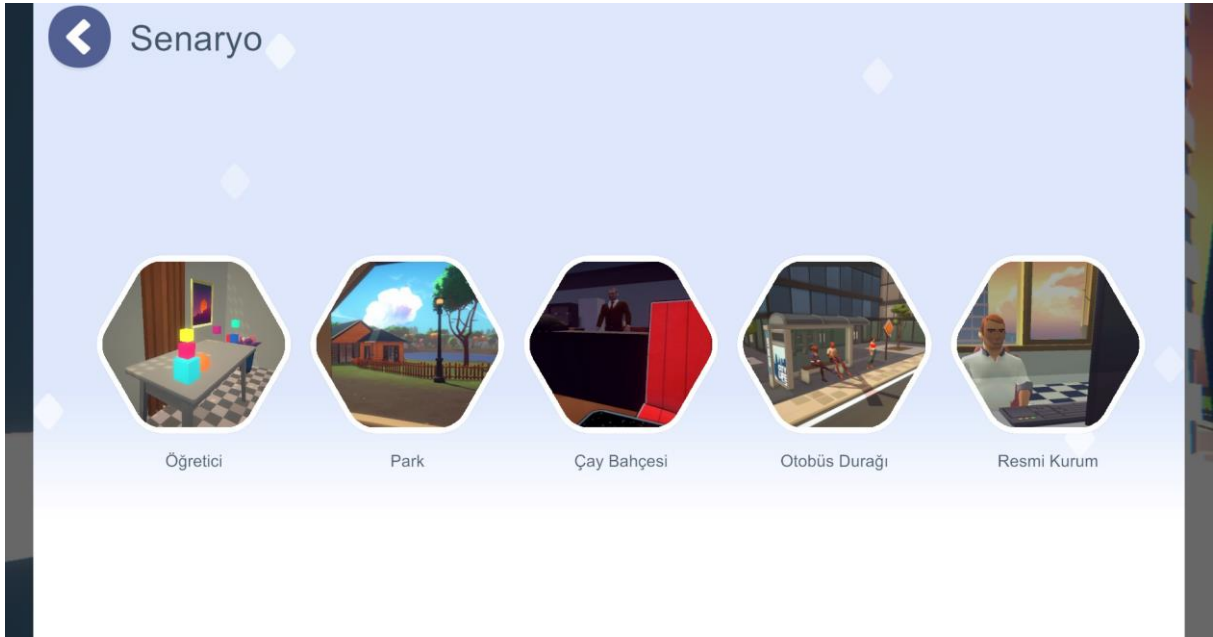 Senaryo
Öğretici
Park
Çay Bahçesi
Otobüs Durağı
Resmi Kurum